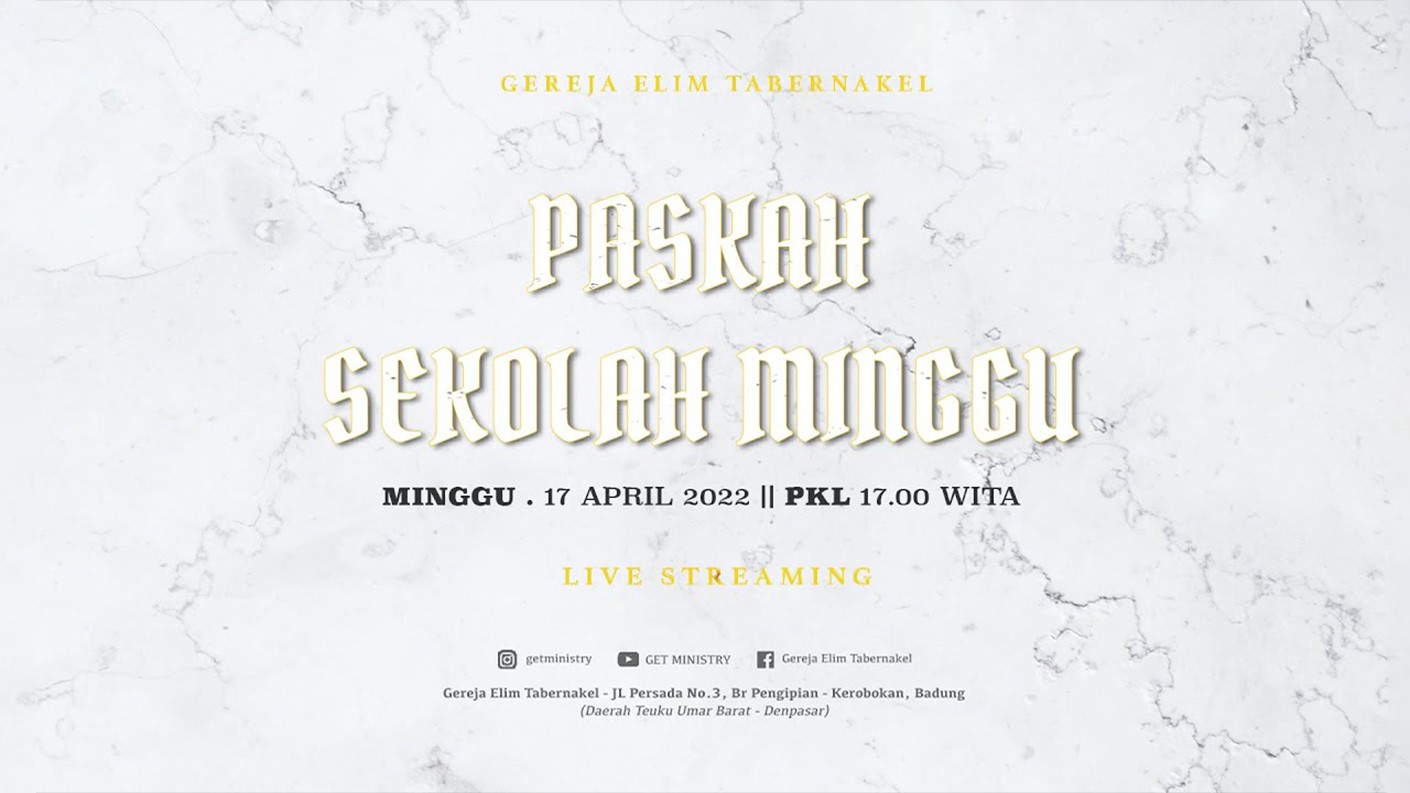 GEREJA ELIM TABERNAKEL
PASKAH
SEKOLAH MINGGU
MINGGU . 17 APRIL 2022 || PKL 17.00 WITA
LIVE STREAMING
getministry GET MINISTRY Gereja Elim Tabernakel
Gereja Elim Tabernakel - JL Persada No.3, Br Pengipian - Kerobokan, Badung
(Daerah Teuku Umar Barat - Denpasar)